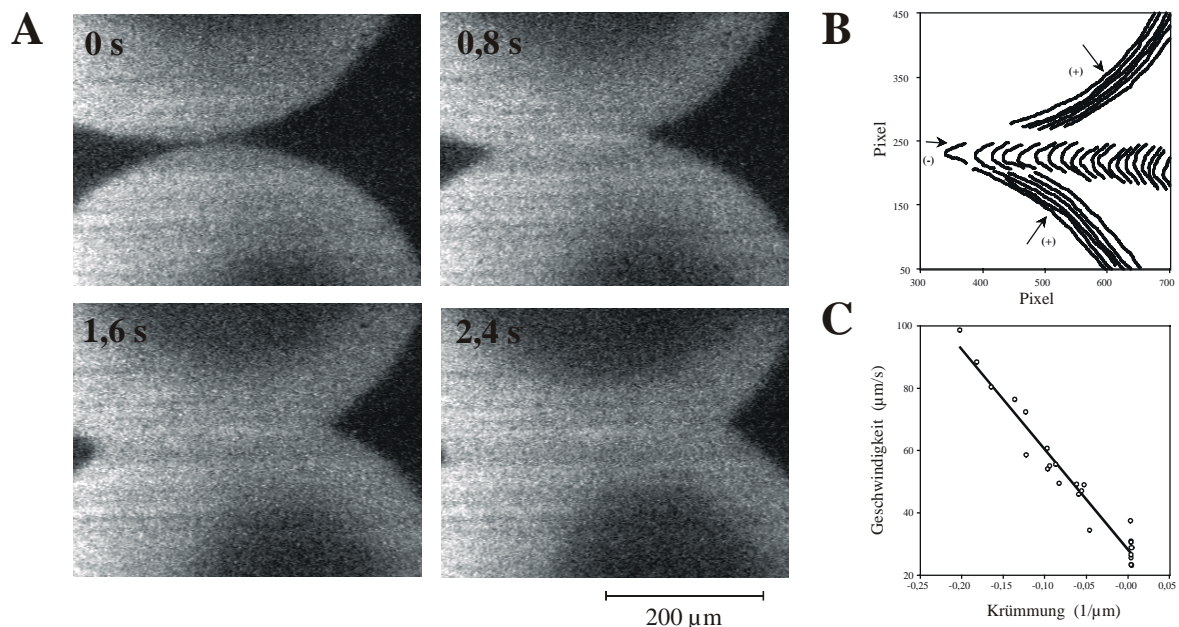 A
0 s
0,8 s
1,6 s
2,4 s
200 µm
B
450
350
250
150
50
Pixel
(+)
(-)
(+)
300
400
500
600
700
Pixel
C
100
80
60
40
20
Geschwindigkeit (µm/s)
-0,25
-0,20
-0,15
-0,10
-0,05
-0,00
0,05
Krümmung (1/µm)